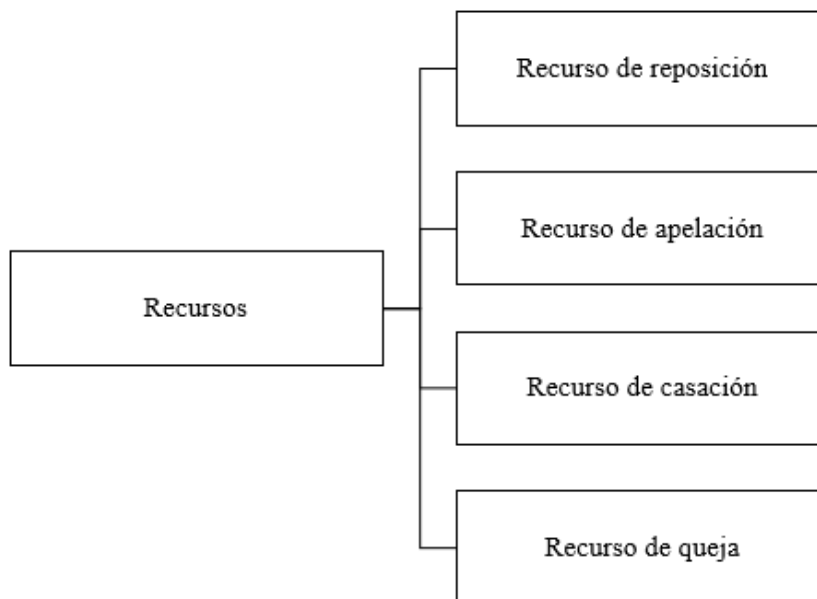 Recurso de reposición
Recurso de apelación
Recursos
Recurso de casación
Recurso de queja